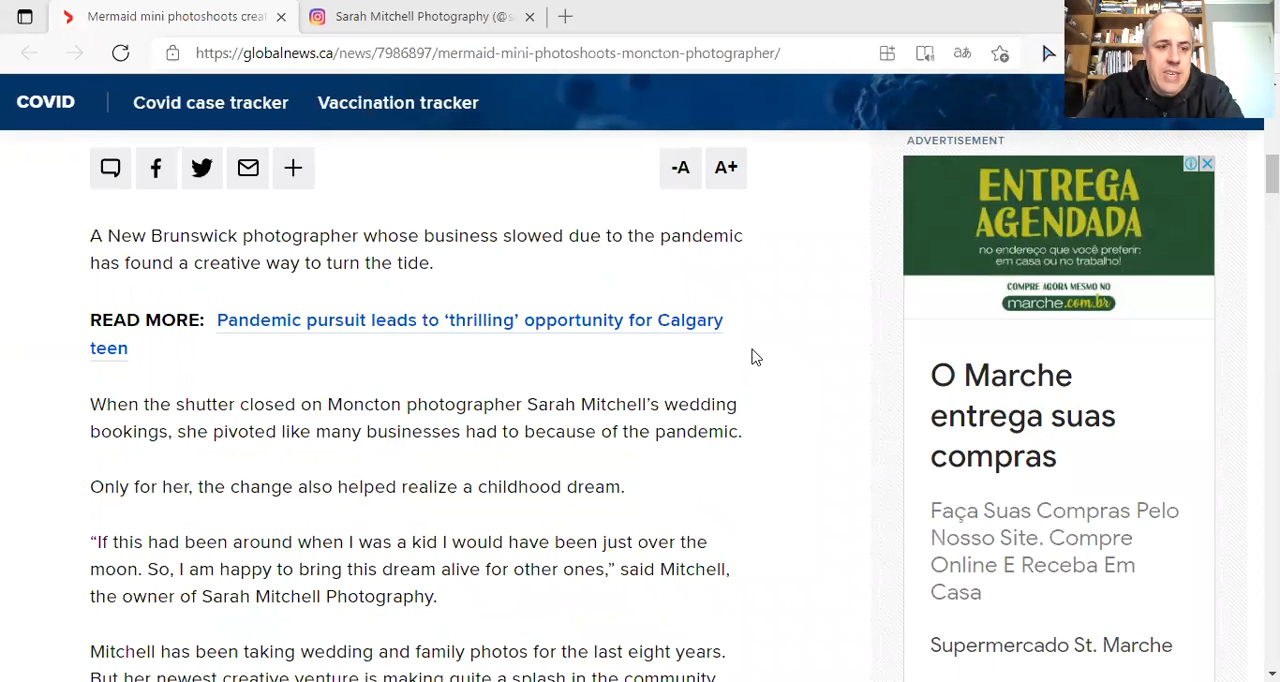 Mermaid mini photoshoots crea
Sarah Mitchell Photography (@s
https://globalnews.ca/news/798
mermaid-mini-photoshoots-moncton-photographer/
COVID
Covid case tracker
Vaccination tracker
-A
A+
A New Brunswick photographer whose business slowed due to the pandemic
has found a creative way to turn the tide.
READ MORE: Pandemic pursuit leads to ‘thrilling’ opportunity for Calgary
teen
When the shutter closed on Moncton photographer Sarah Mitchell’s wedding
bookings, she pivoted like many businesses had to because of the pandemic.
Only for her, the change also helped realize a childhood dream.
“If this had been around when I was a kid I would have been just over the
moon. So, I am happy to bring this dream alive for other ones,” said Mitchell,
the owner of Sarah Mitchell Photography.
Mitchell has been taking wedding and family photos for the last eight years.
But her newest creative venture is making quite a splash in the community
ADVERTISEMENT
ENTREGA
AGENDADA
no endereço que você preferir:
em casa ou no trabalho!
COMPRE AGORA MESMO NO
marche.com.br
O Marche
entrega suas
compras
Faça Suas Compras Pelo
Nosso Site. Compre
Online E Receba Em
Casa
Supermercado St. Marche